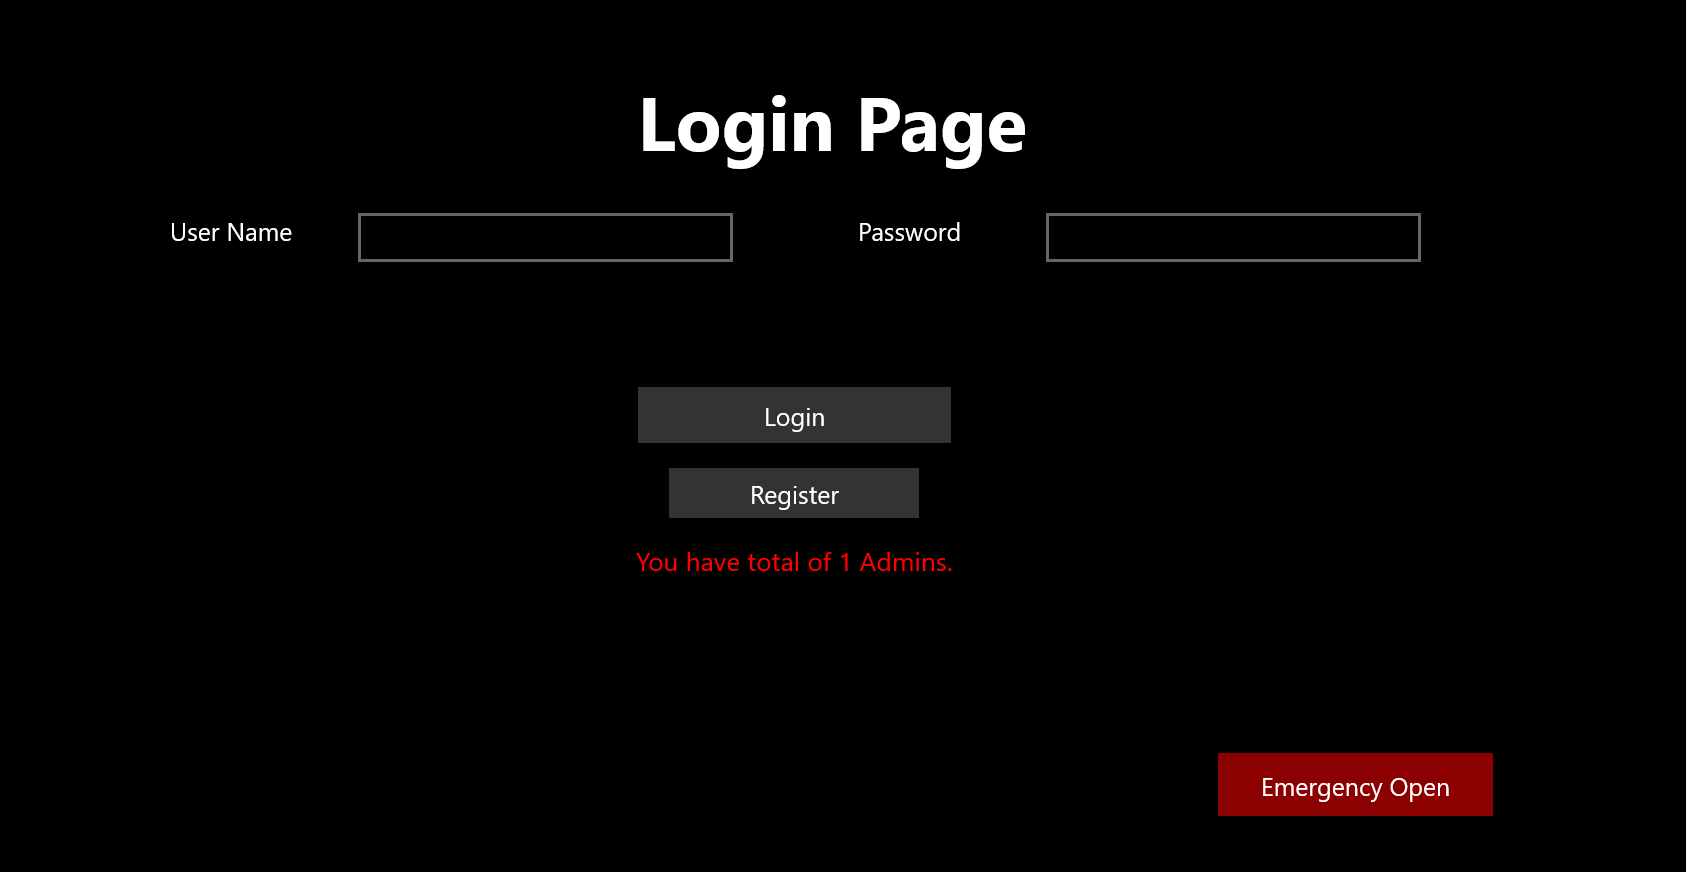 Login Page
User Name
Password
Login
Register
You have total of 1 Admins.
Emergency Open